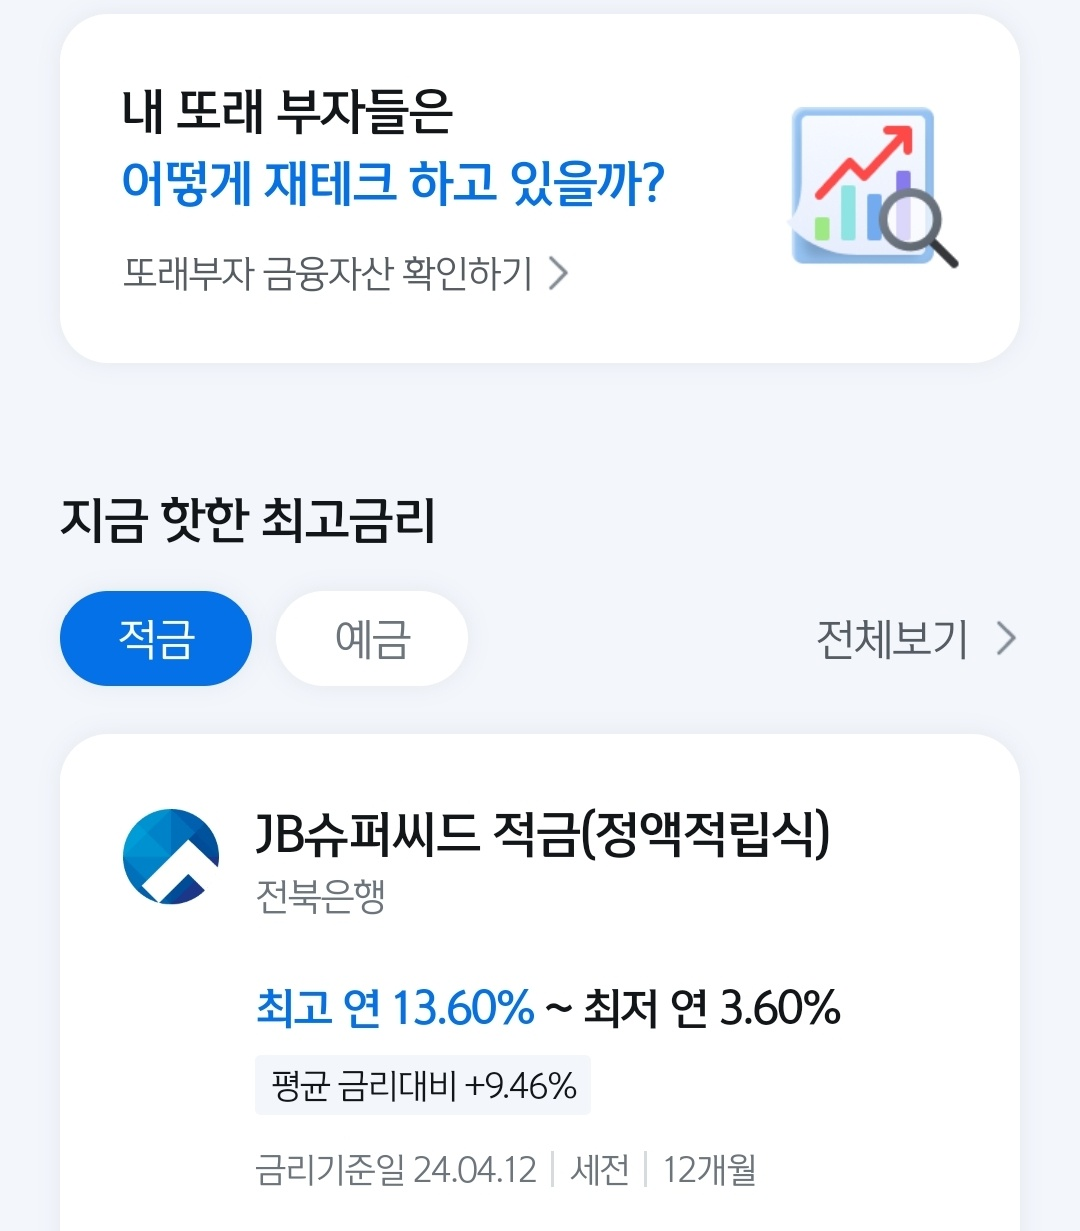 내 또래 부자들은
어떻게 재테크 하고 있을까?
또래부자 금융자산 확인하기
지금 핫한 최고금리
적금 예금 전체보기
JB슈퍼씨드 적금(정액적립식)
전북은행
최고 연 13.60% ~ 최저 연 3.60%
평균 금리대비 +9.46%
금리기준일 24.04.12 | 세전 | 12개월